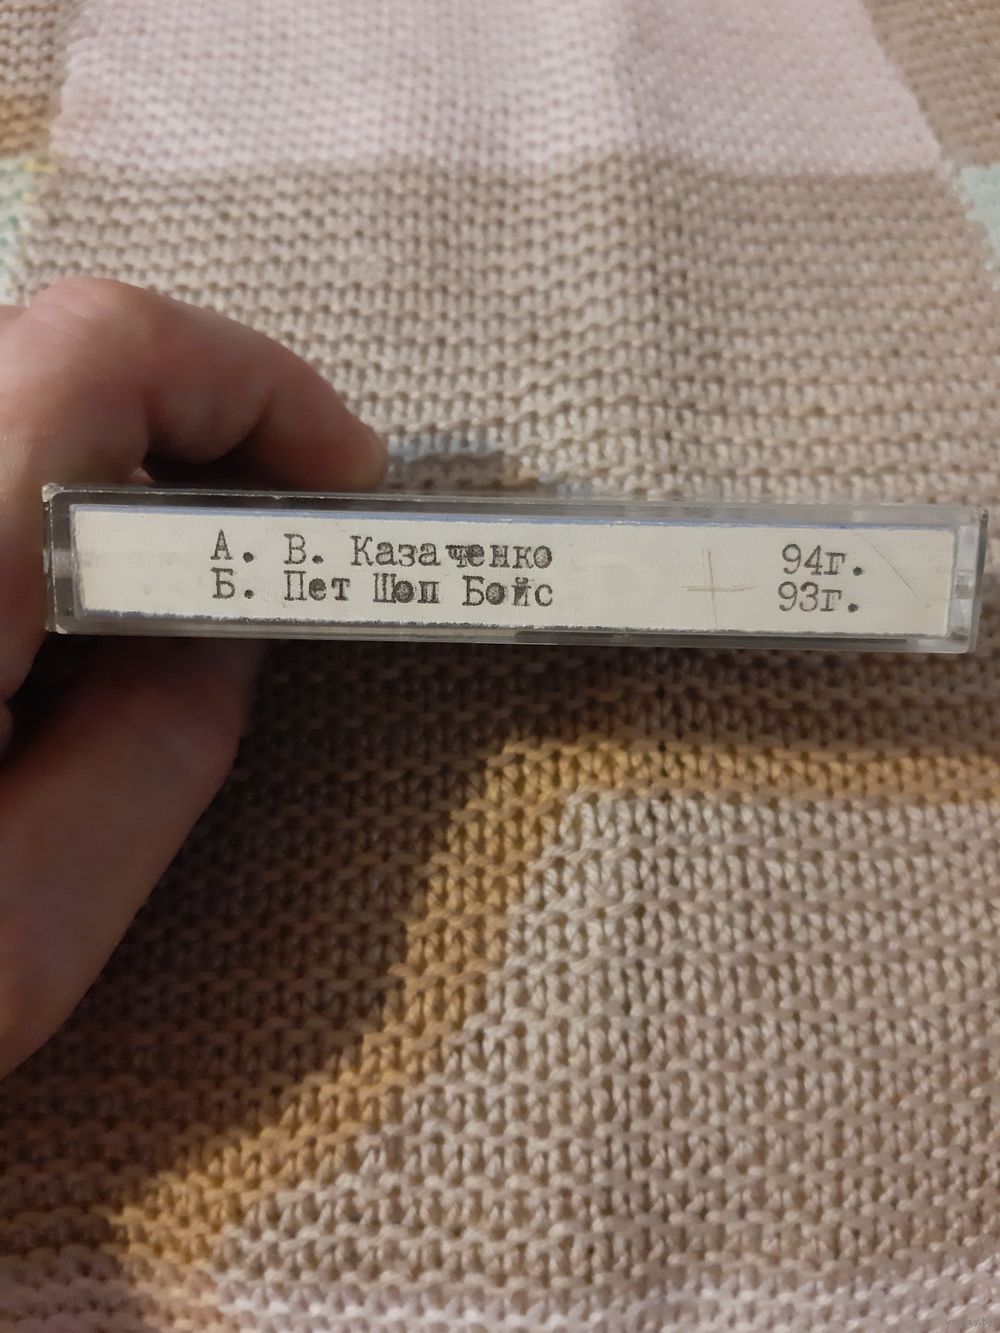 А. В. Казаченко 94г.
Б. Пет Шоп Бойс 93г.